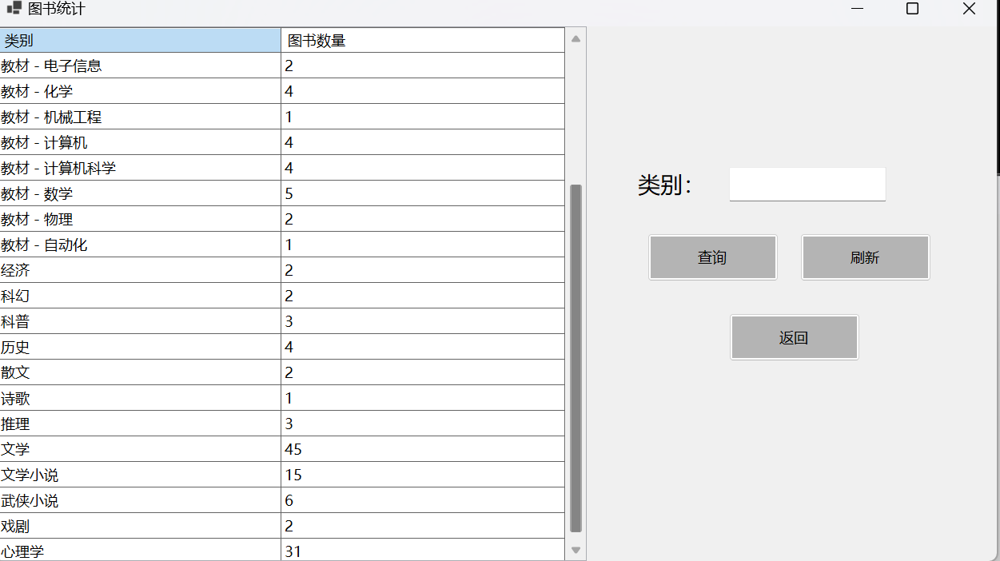 图书统计
类别 图书数量
教材 - 电子信息 2
教材 - 化学 4
教材 - 机械工程 1
教材 - 计算机 4
教材 - 计算机科学 4
教材 - 数学 5
教材 - 物理 2
教材 - 自动化 1
经济 2
科幻 2
科普 3
历史 4
散文 2
诗歌 1
推理 3
文学 45
文学小说 15
武侠小说 6
戏剧 2
心理学 31
类别：
查询 刷新
返回